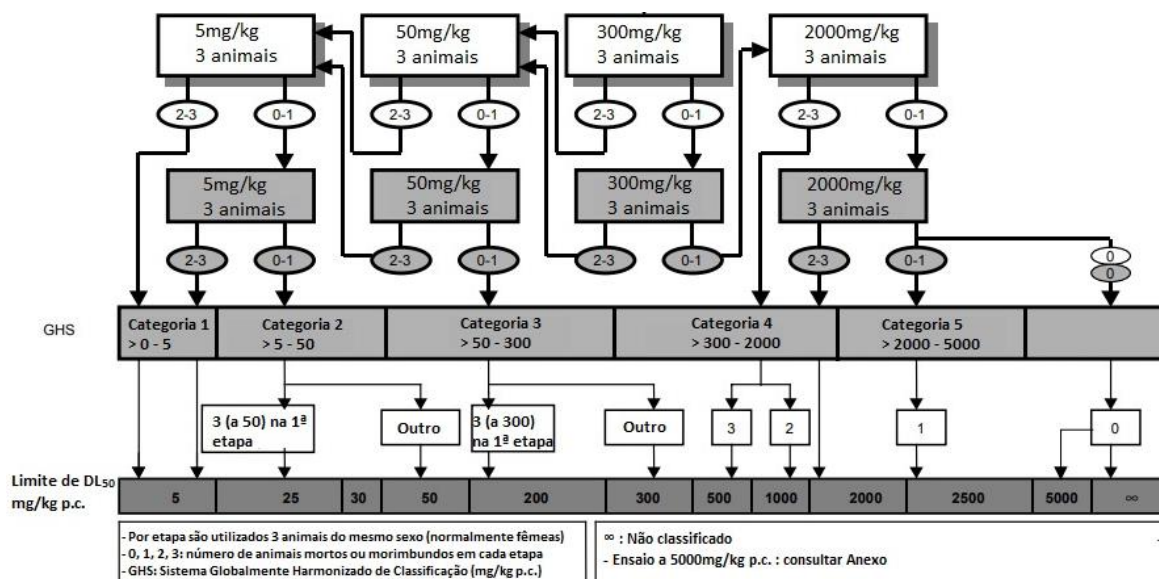 5mg/kg
3 animais
50mg/kg
3 animais
300mg/kg
3 animais
2000mg/kg
3 animais
2-3
0-1
2-3
0-1
2-3
0-1
2-3
0-1
5mg/kg
3 animais
50mg/kg
3 animais
300mg/kg
3 animais
2000mg/kg
3 animais
2-3
0-1
2-3
0-1
2-3
0-1
2-3
0-1
0
0
GHS
Categoria 1
> 0 - 5
Categoria 2
> 5 - 50
Categoria 3
> 50 - 300
Categoria 4
> 300 - 2000
Categoria 5
> 2000 - 5000
3 (a 50) na 1ª
etapa
Outro
3 (a 300)
na 1ª etapa
Outro
3
2
1
0
Limite de DL50
mg/kg p.c.
5
25
30
50
200
300
500
1000
2000
2500
5000
∞
- Por etapa são utilizados 3 animais do mesmo sexo (normalmente fêmeas)
- 0, 1, 2, 3: número de animais mortos ou morimbundos em cada etapa
- GHS: Sistema Globalmente Harmonizado de Classificação (mg/kg p.c.)
∞ : Não classificado
- Ensaio a 5000mg/kg p.c. : consultar Anexo
-